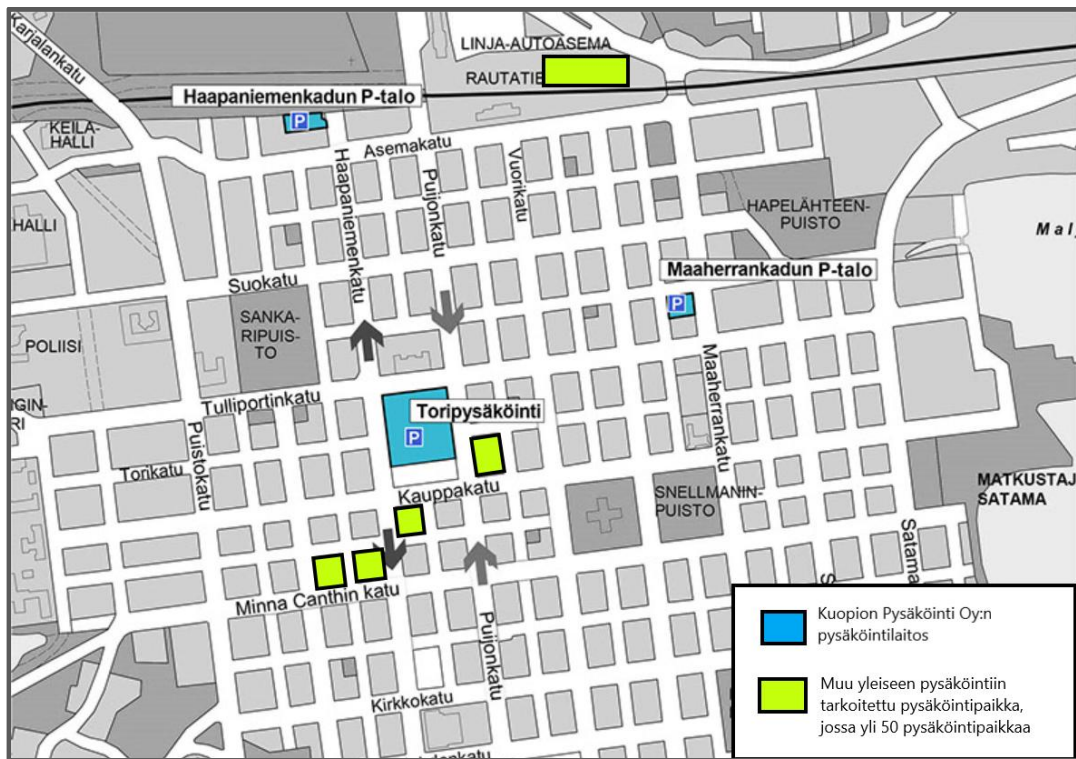 Karjalankatu
LINJA-AUTOASEMA
RAUTATIE
Haapaniemenkadun P-talo
P
KEILA-
HALLI
Asemakatu
Haapaniemenkatu
Puijonkatu
Vuorikatu
HAPELÄHTEEN-
PUISTO
HALLI
Suokatu
Maaherrankadun P-talo
P
SANKA-
RIPUIS-
TO
POLIISI
Maaherrankatu
Tulliportinkatu
Toripysäköinti
P
Puistokatu
Torikatu
Kauppakatu
SNELLMANIN-
PUISTO
MATKUSTAJ
SATAMA
Satama
Minna Canthin katu
Puijonkatu
Kirkkokatu
Kuopion Pysäköinti Oy:n
pysäköintilaitos
Muu yleiseen pysäköintiin
tarkoitettu pysäköintipaikka,
jossa yli 50 pysäköintipaikkaa